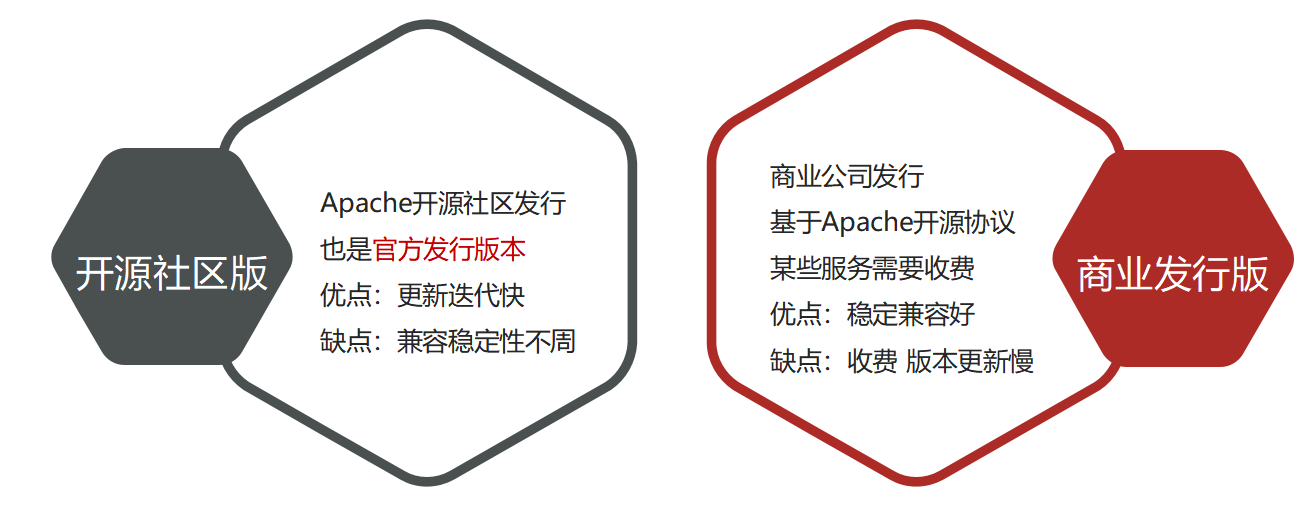 开源社区版
Apache开源社区发行
也是官方发行版本
优点：更新迭代快
缺点：兼容稳定性不周
商业公司发行
基于Apache开源协议
某些服务需要收费
优点：稳定兼容好
缺点：收费 版本更新慢
商业发行版